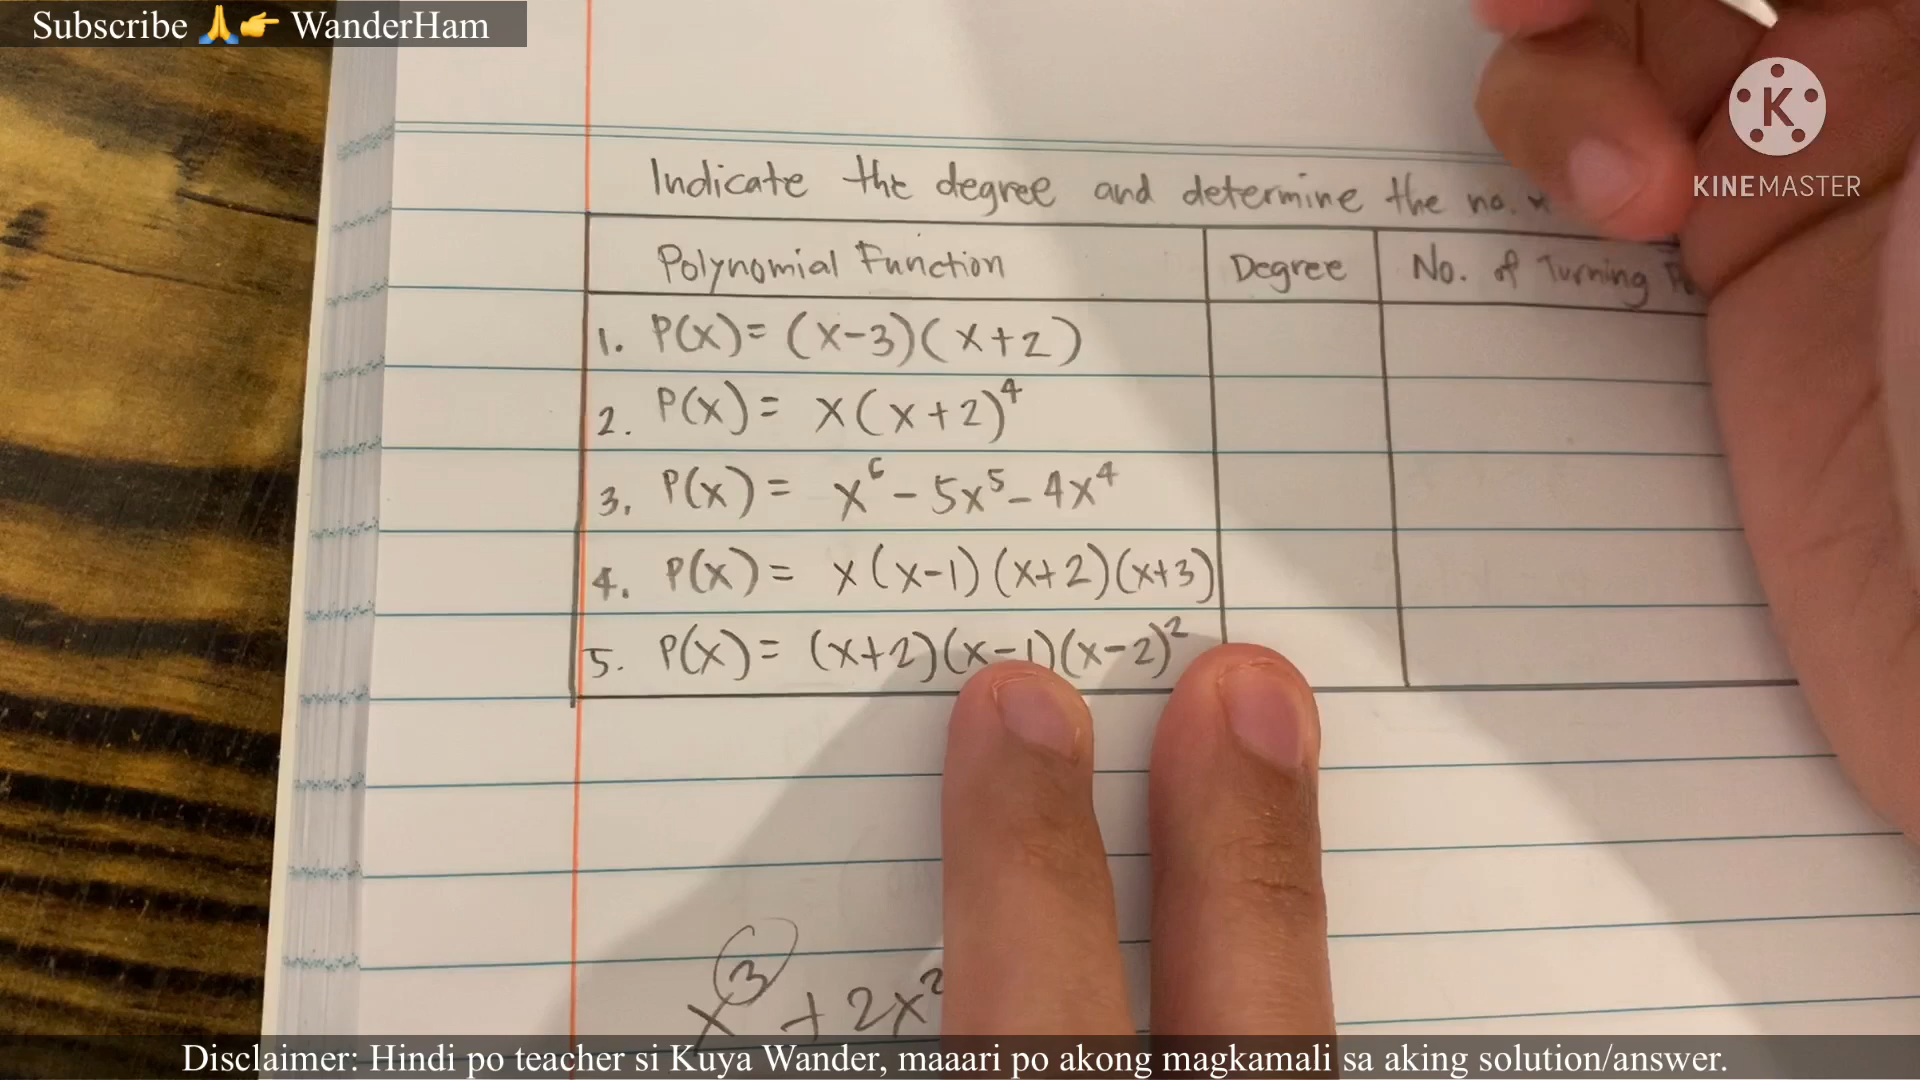 Subscribe 🙏👉 WanderHam
KINEMASTER
Indicate the degree and determine the no.
Polynomial Function Degree No. of Turning
1. P(x) = (x-3)(x+2)
2. P(x) = x(x+2)⁴
3. P(x) = x⁶ - 5x⁵ - 4x⁴
4. P(x) = x(x-1)(x+2)(x+3)
5. P(x) = (x+2)(x-1)(x-2)²
x³ + 2x²
Disclaimer: Hindi po teacher si Kuya Wander, maaari po akong magkamali sa aking solution/answer.